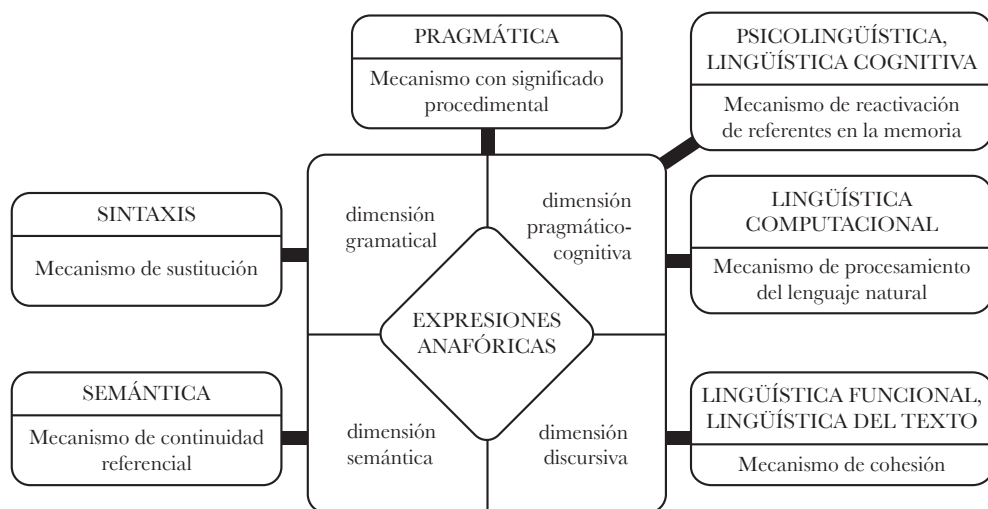 PRAGMÁTICA
Mecanismo con significado
procedimental
PSICOLINGÜÍSTICA,
LINGÜÍSTICA COGNITIVA
Mecanismo de reactivación
de referentes en la memoria
SINTAXIS
Mecanismo de sustitución
dimensión
gramatical
dimensión
pragmático-
cognitiva
LINGÜÍSTICA
COMPUTACIONAL
Mecanismo de procesamiento
del lenguaje natural
EXPRESIONES
ANAFÓRICAS
SEMÁNTICA
Mecanismo de continuidad
referencial
dimensión
semántica
dimensión
discursiva
LINGÜÍSTICA FUNCIONAL,
LINGÜÍSTICA DEL TEXTO
Mecanismo de cohesión